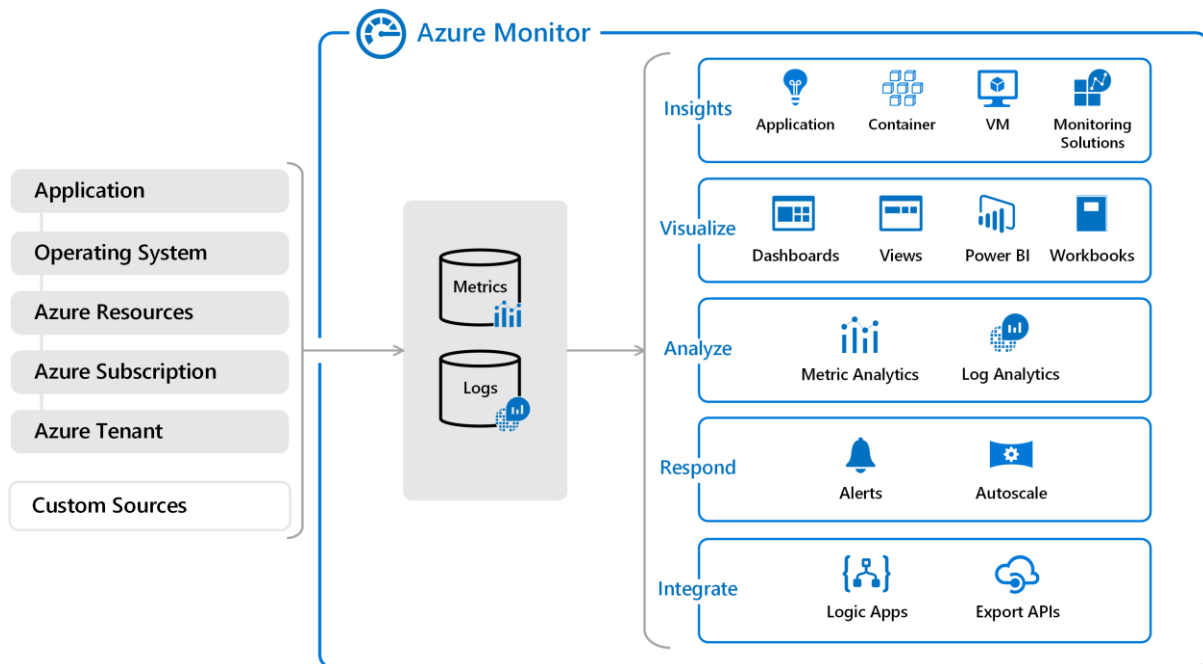 Azure Monitor
Application
Operating System
Azure Resources
Azure Subscription
Azure Tenant
Custom Sources
Metrics
Logs
Insights
Application
Container
VM
Monitoring
Solutions
Visualize
Dashboards
Views
Power BI
Workbooks
Analyze
Metric Analytics
Log Analytics
Respond
Alerts
Autoscale
Integrate
Logic Apps
Export APIs